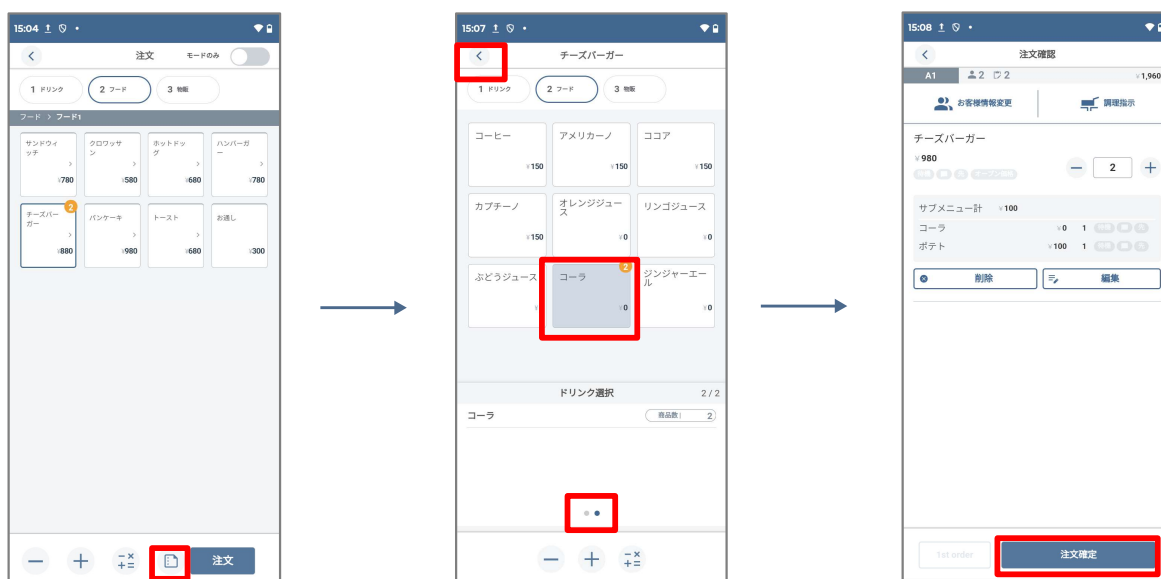 15:04
注文
モードのみ
1 ドリンク
2 フード
3 物販
フード > フード1
サンドウィ
ッチ
>
¥780
クロワッサ
ン
>
¥580
ホットドッ
グ
>
¥680
ハンバーガ
ー
>
¥780
チーズバー
ガー
2
>
¥880
パンケーキ
>
¥980
トースト
>
¥680
お通し
¥300
注文
15:07
チーズバーガー
1 ドリンク
2 フード
3 物販
コーヒー
¥150
アメリカーノ
¥150
ココア
¥150
カプチーノ
¥150
オレンジジュー
ス
¥0
リンゴジュース
¥0
ぶどうジュース
¥
コーラ
2
¥0
ジンジャーエー
ル
¥0
ドリンク選択
2 / 2
コーラ
商品数 2
15:08
注文確認
A1
2
2
¥1,960
お客様情報変更
調理指示
チーズバーガー
¥980
2
サブメニュー計 ¥100
コーラ ¥0 1
ポテト ¥100 1
削除
編集
1st order
注文確定